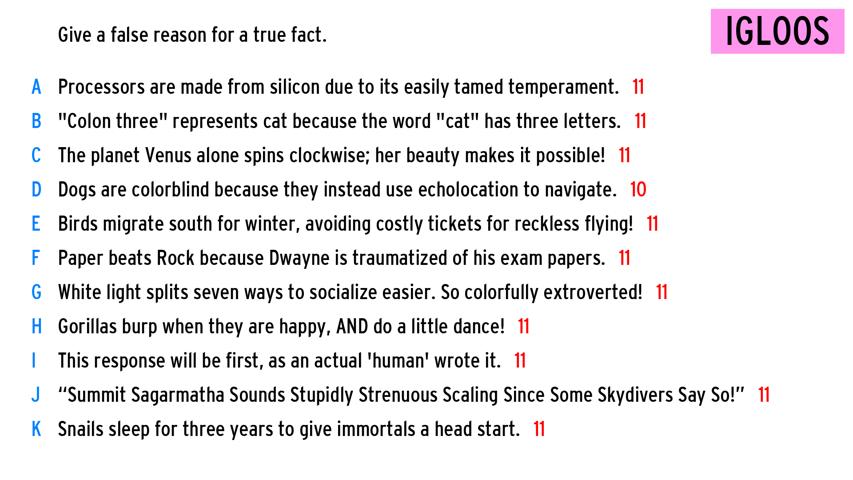 Give a false reason for a true fact.
IGLOOS
A Processors are made from silicon due to its easily tamed temperament. 11
B "Colon three" represents cat because the word "cat" has three letters. 11
C The planet Venus alone spins clockwise; her beauty makes it possible! 11
D Dogs are colorblind because they instead use echolocation to navigate. 10
E Birds migrate south for winter, avoiding costly tickets for reckless flying! 11
F Paper beats Rock because Dwayne is traumatized of his exam papers. 11
G White light splits seven ways to socialize easier. So colorfully extroverted! 11
H Gorillas burp when they are happy, AND do a little dance! 11
I This response will be first, as an actual 'human' wrote it. 11
J “Summit Sagarmatha Sounds Stupidly Strenuous Scaling Since Some Skydivers Say So!” 11
K Snails sleep for three years to give immortals a head start. 11